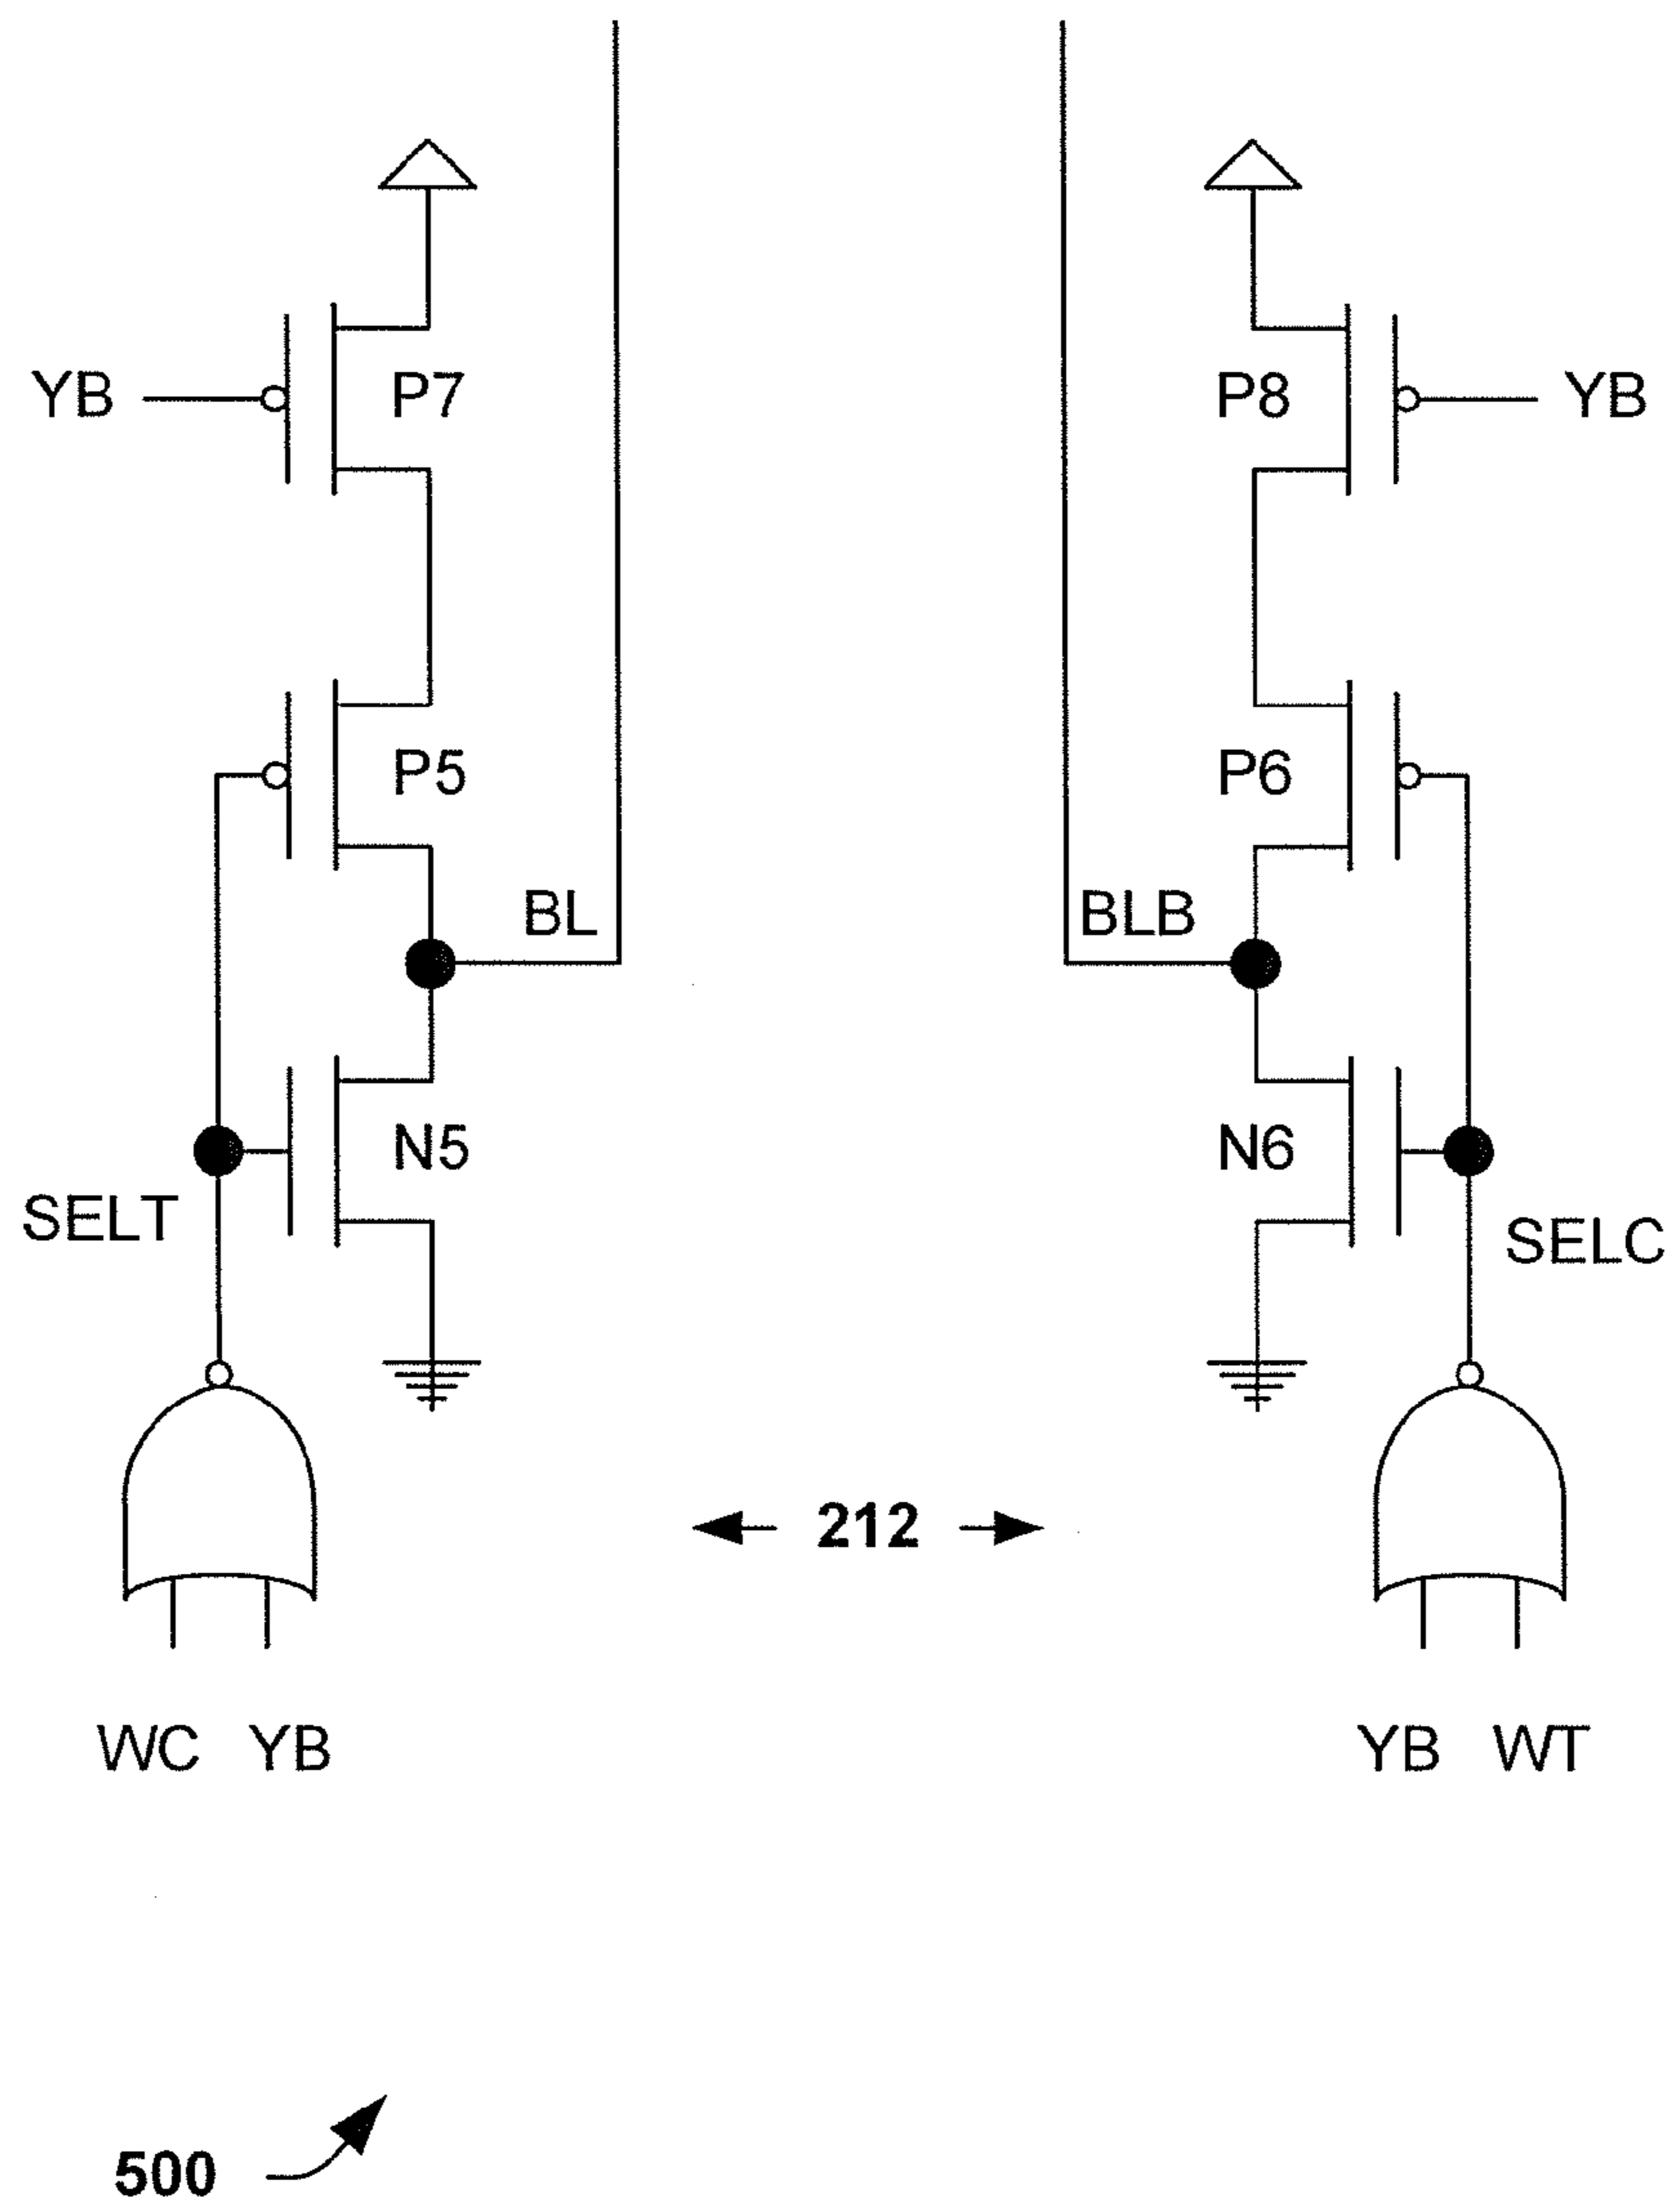 YB P7 P8 YB
P5 P6
BL BLB
N5 N6
SELT SELC
212
WC YB YB WT
500